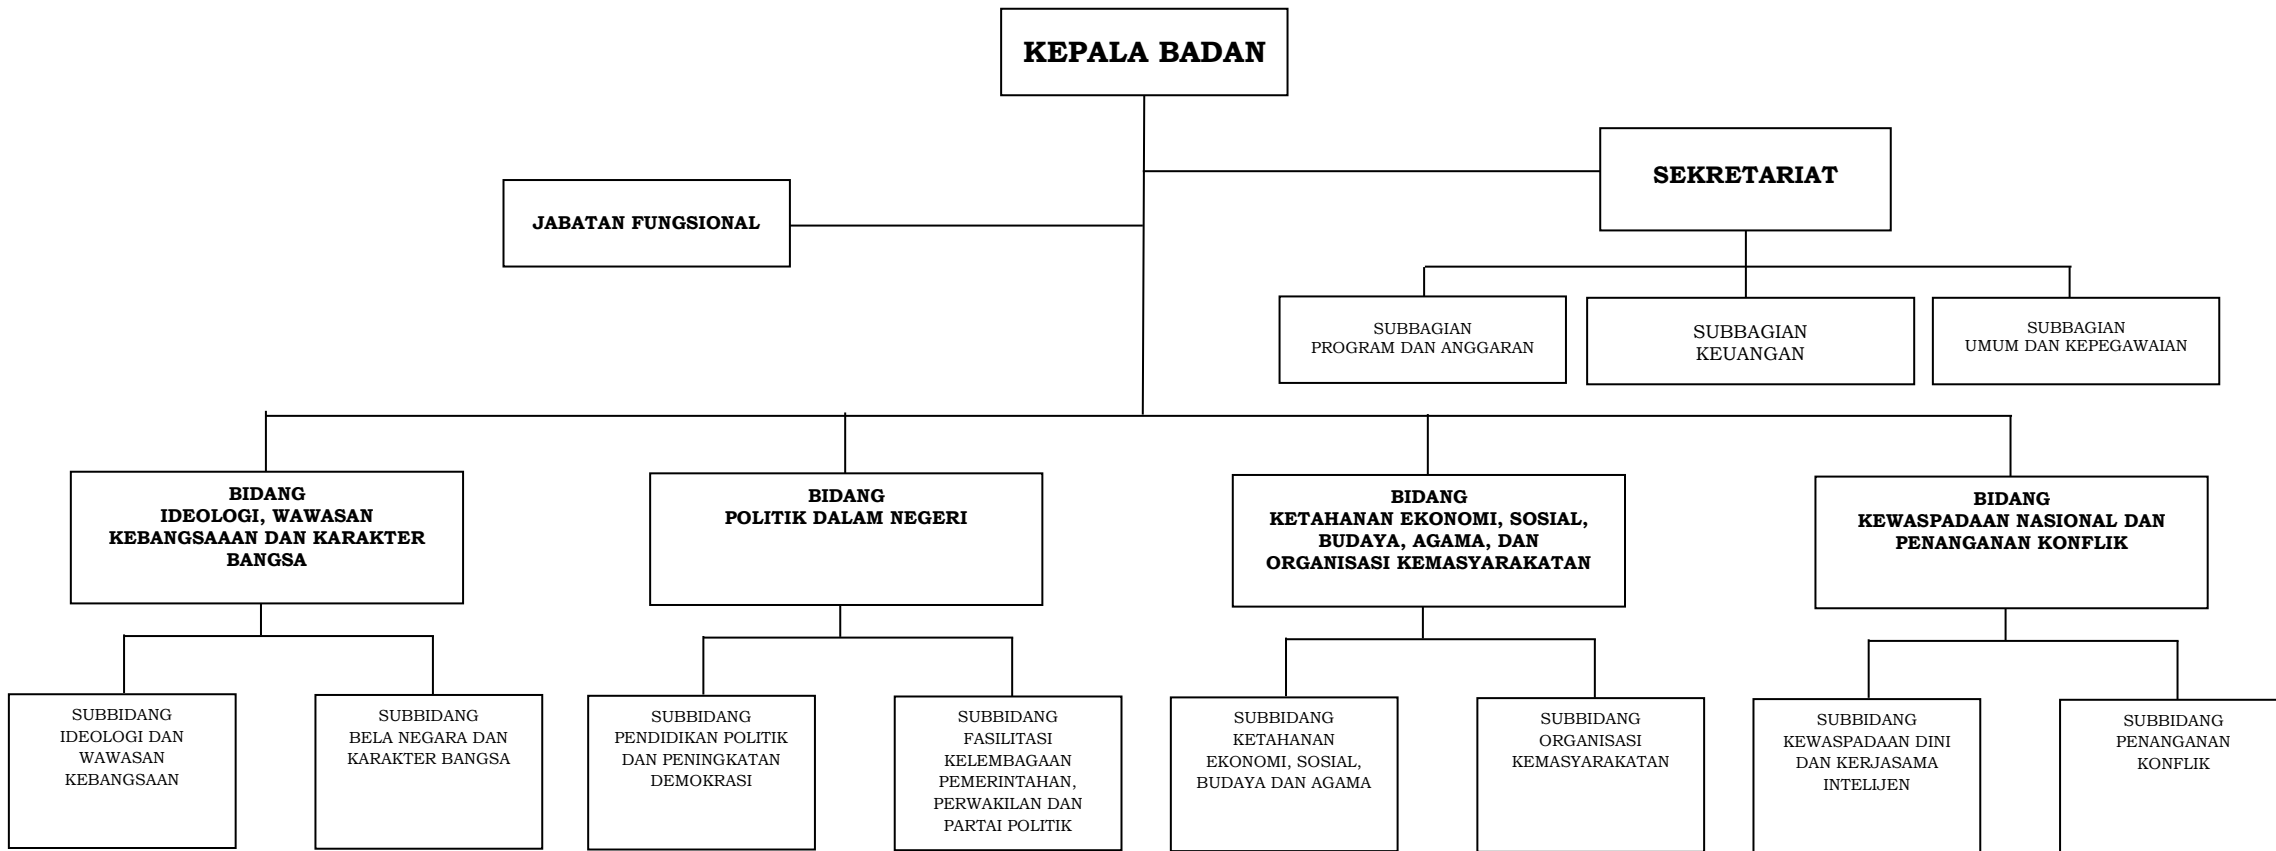 KEPALA BADAN
SEKRETARIAT
JABATAN FUNGSIONAL
SUBBAGIAN
PROGRAM DAN ANGGARAN
SUBBAGIAN
KEUANGAN
SUBBAGIAN
UMUM DAN KEPEGAWAIAN
BIDANG
IDEOLOGI, WAWASAN
KEBANGSAAAN DAN KARAKTER
BANGSA
BIDANG
POLITIK DALAM NEGERI
BIDANG
KETAHANAN EKONOMI, SOSIAL,
BUDAYA, AGAMA, DAN
ORGANISASI KEMASYARAKATAN
BIDANG
KEWASPADAAN NASIONAL DAN
PENANGANAN KONFLIK
SUBBIDANG
IDEOLOGI DAN
WAWASAN
KEBANGSAAN
SUBBIDANG
BELA NEGARA DAN
KARAKTER BANGSA
SUBBIDANG
PENDIDIKAN POLITIK
DAN PENINGKATAN
DEMOKRASI
SUBBIDANG
FASILITASI
KELEMBAGAAN
PEMERINTAHAN,
PERWAKILAN DAN
PARTAI POLITIK
SUBBIDANG
KETAHANAN
EKONOMI, SOSIAL,
BUDAYA DAN AGAMA
SUBBIDANG
ORGANISASI
KEMASYARAKATAN
SUBBIDANG
KEWASPADAAN DINI
DAN KERJASAMA
INTELIJEN
SUBBIDANG
PENANGANAN
KONFLIK